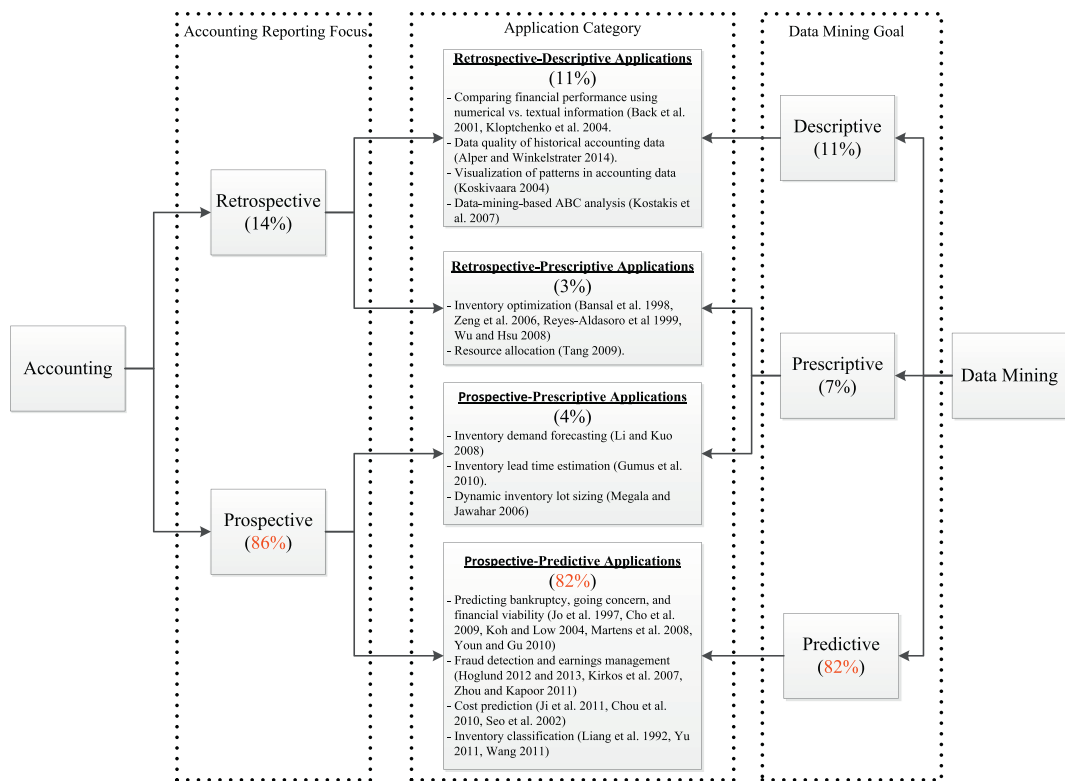 Accounting Reporting Focus
Application Category
Data Mining Goal
Accounting
Retrospective
(14%)
Prospective
(86%)
Retrospective-Descriptive Applications
(11%)
- Comparing financial performance using
numerical vs. textual information (Back et al.
2001, Kloptchenko et al. 2004.
- Data quality of historical accounting data
(Alper and Winkelstrater 2014).
- Visualization of patterns in accounting data
(Koskivaara 2004)
- Data-mining-based ABC analysis (Kostakis et
al. 2007)
Retrospective-Prescriptive Applications
(3%)
- Inventory optimization (Bansal et al. 1998,
Zeng et al. 2006, Reyes-Aldasoro et al 1999,
Wu and Hsu 2008)
- Resource allocation (Tang 2009).
Prospective-Prescriptive Applications
(4%)
- Inventory demand forecasting (Li and Kuo
2008)
- Inventory lead time estimation (Gumus et al.
2010).
- Dynamic inventory lot sizing (Megala and
Jawahar 2006)
Prospective-Predictive Applications
(82%)
- Predicting bankruptcy, going concern, and
financial viability (Jo et al. 1997, Cho et al.
2009, Koh and Low 2004, Martens et al. 2008,
Youn and Gu 2010)
- Fraud detection and earnings management
(Hoglund 2012 and 2013, Kirkos et al. 2007,
Zhou and Kapoor 2011)
- Cost prediction (Ji et al. 2011, Chou et al.
2010, Seo et al. 2002)
- Inventory classification (Liang et al. 1992, Yu
2011, Wang 2011)
Descriptive
(11%)
Prescriptive
(7%)
Predictive
(82%)
Data Mining